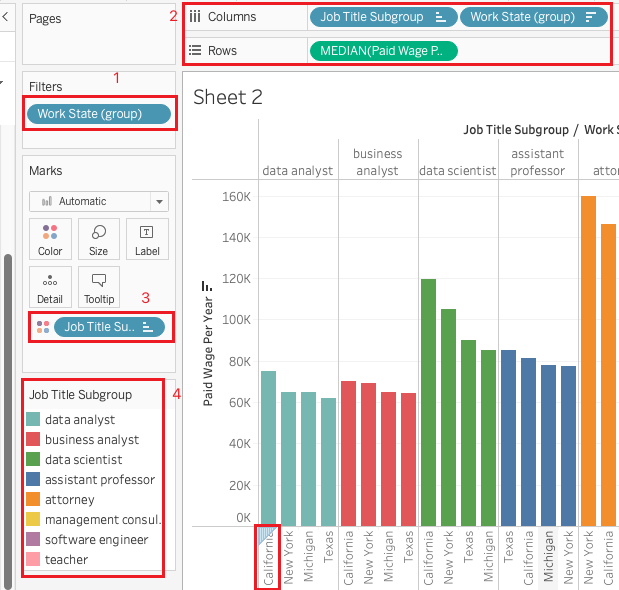 Pages
2
Columns
Job Title Subgroup
Work State (group)
Rows
MEDIAN(Paid Wage P..
1
Filters
Work State (group)
Marks
Automatic
Color
Size
Label
Detail
Tooltip
3
Job Title Su..
4
Job Title Subgroup
data analyst
business analyst
data scientist
assistant professor
attorney
management consul..
software engineer
teacher
Sheet 2
Job Title Subgroup / Work S
data analyst
business
analyst
data scientist
assistant
professor
attor
Paid Wage Per Year
160K
140K
120K
100K
80K
60K
40K
20K
0K
California
New York
Michigan
Texas
California
New York
Michigan
Texas
California
New York
Texas
Michigan
Texas
California
Michigan
New York
New York
California